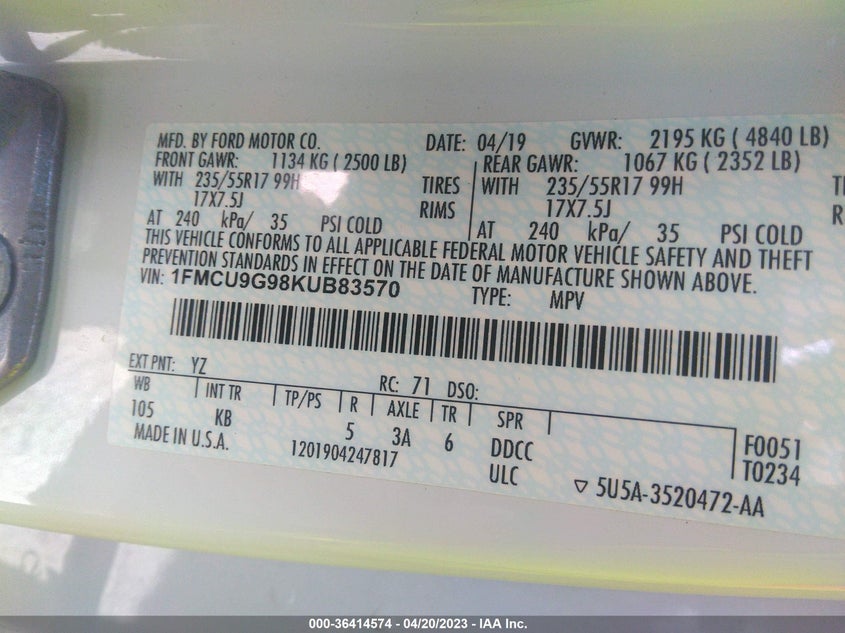 MFD. BY FORD MOTOR CO. DATE: 04/19 GVWR: 2195 KG ( 4840 LB)
FRONT GAWR: 1134 KG ( 2500 LB) REAR GAWR: 1067 KG ( 2352 LB)
WITH 235/55R17 99H TIRES WITH 235/55R17 99H
17X7.5J RIMS 17X7.5J
AT 240 kPa/ 35 PSI COLD AT 240 kPa/ 35 PSI COLD
THIS VEHICLE CONFORMS TO ALL APPLICABLE FEDERAL MOTOR VEHICLE SAFETY AND THEFT
PREVENTION STANDARDS IN EFFECT ON THE DATE OF MANUFACTURE SHOWN ABOVE.
VIN: 1FMCU9G98KUB83570 TYPE: MPV
EXT PNT: YZ RC: 71 DSO:
WB INT TR TP/PS R AXLE TR SPR
105 KB 5 3A 6 DDCC F0051
MADE IN U.S.A. 1201904247817 ULC T0234
5U5A-3520472-AA
000-36414574 - 04/20/2023 - IAA Inc.